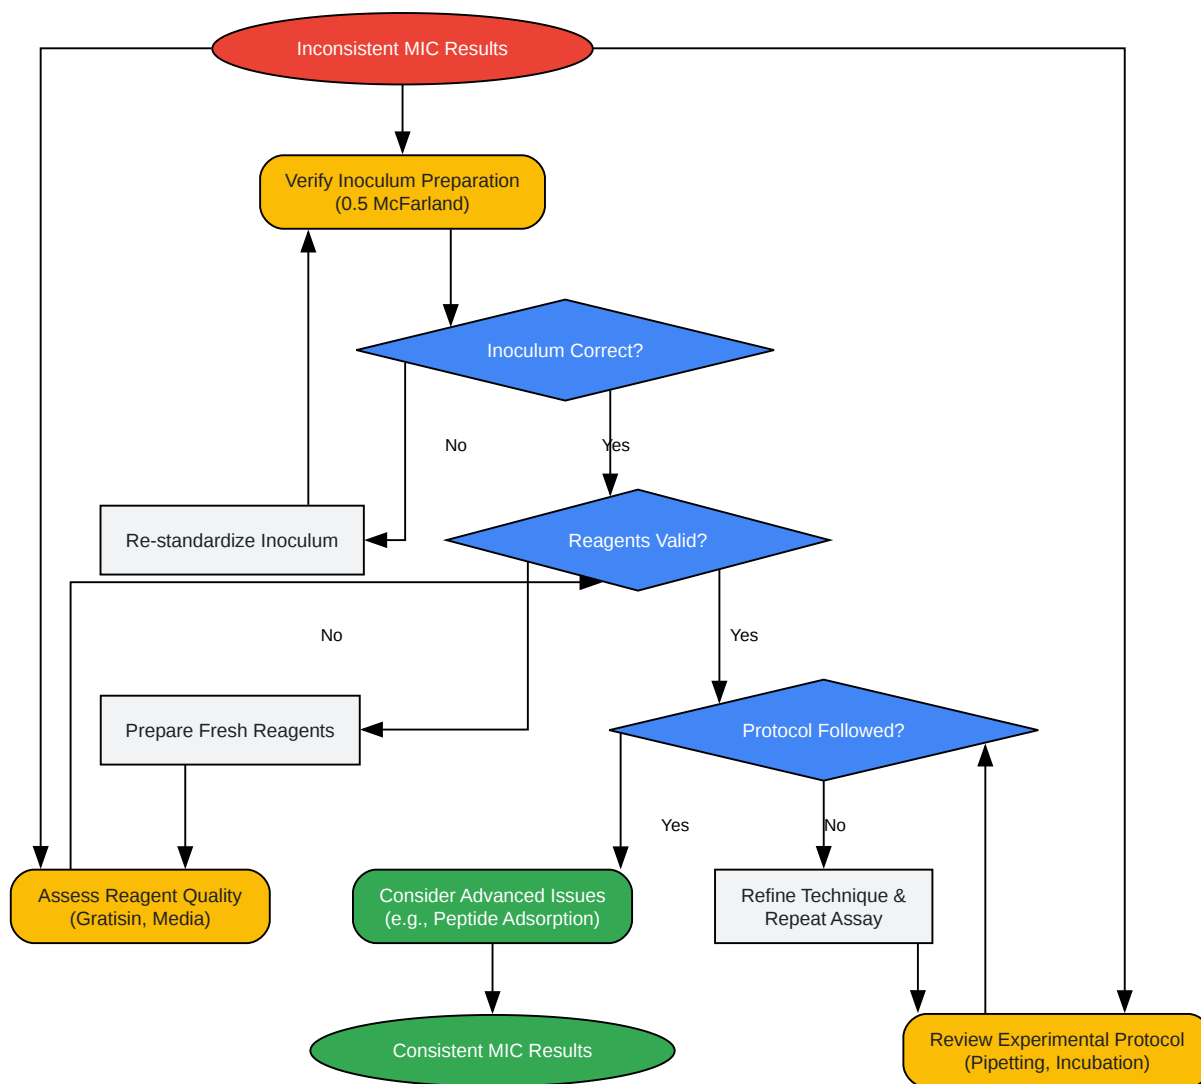 Inconsistent MIC Results
Verify Inoculum Preparation
(0.5 McFarland)
Inoculum Correct?
No
Yes
Re-standardize Inoculum
Reagents Valid?
No
Yes
Prepare Fresh Reagents
Protocol Followed?
Yes
No
Assess Reagent Quality
(Gratisin, Media)
Consider Advanced Issues
(e.g., Peptide Adsorption)
Refine Technique &
Repeat Assay
Consistent MIC Results
Review Experimental Protocol
(Pipetting, Incubation)